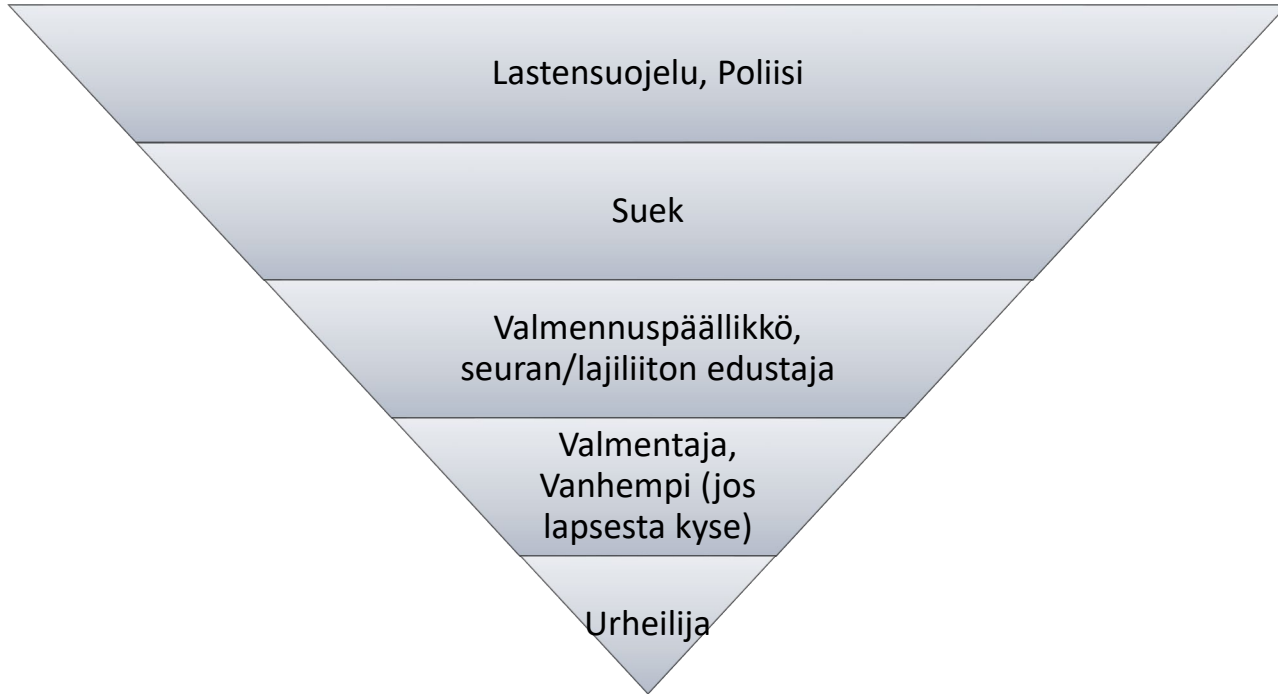 Lastensuojelu, Poliisi
Suek
Valmennuspäällikkö,
seuran/lajiliiton edustaja
Valmentaja,
Vanhempi (jos
lapsesta kyse)
Urheilija